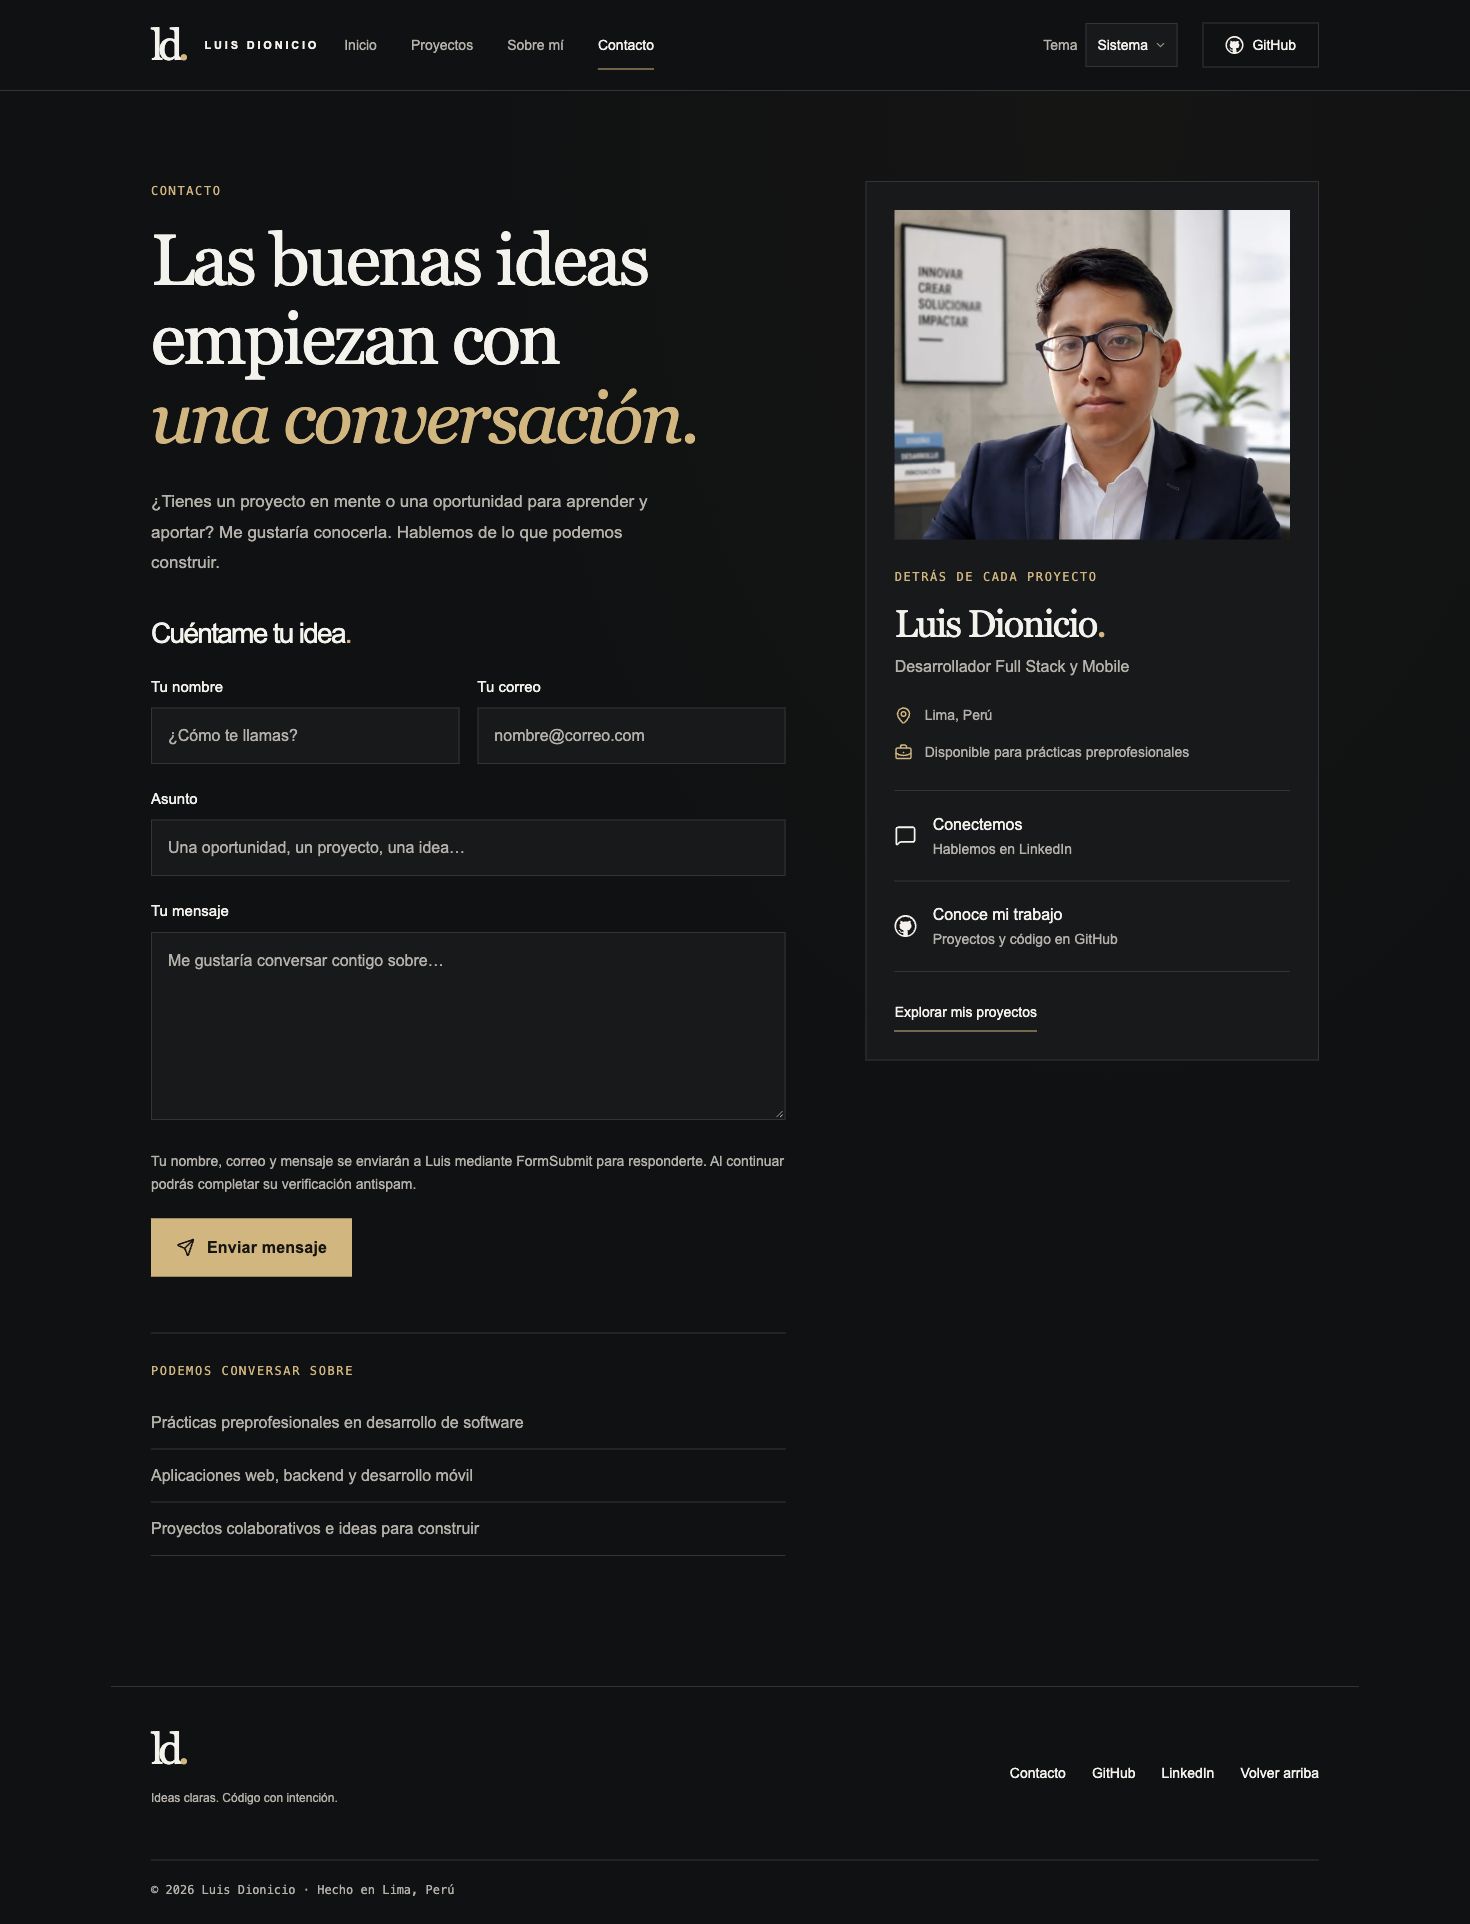 ld.
LUIS DIONICIO
Inicio
Proyectos
Sobre mí
Contacto
Tema
Sistema
GitHub
CONTACTO
Las buenas ideas
empiezan con
una conversación.
¿Tienes un proyecto en mente o una oportunidad para aprender y
aportar? Me gustaría conocerla. Hablemos de lo que podemos
construir.
Cuéntame tu idea.
Tu nombre
¿Cómo te llamas?
Tu correo
nombre@correo.com
Asunto
Una oportunidad, un proyecto, una idea…
Tu mensaje
Me gustaría conversar contigo sobre…
Tu nombre, correo y mensaje se enviarán a Luis mediante FormSubmit para responderte. Al continuar
podrás completar su verificación antispam.
Enviar mensaje
PODEMOS CONVERSAR SOBRE
Prácticas preprofesionales en desarrollo de software
Aplicaciones web, backend y desarrollo móvil
Proyectos colaborativos e ideas para construir
INNOVAR
CREAR
SOLUCIONAR
IMPACTAR
DISEÑO
DESARROLLO
INNOVACIÓN
DETRÁS DE CADA PROYECTO
Luis Dionicio.
Desarrollador Full Stack y Mobile
Lima, Perú
Disponible para prácticas preprofesionales
Conectemos
Hablemos en LinkedIn
Conoce mi trabajo
Proyectos y código en GitHub
Explorar mis proyectos
ld.
Ideas claras. Código con intención.
Contacto
GitHub
LinkedIn
Volver arriba
© 2026 Luis Dionicio · Hecho en Lima, Perú